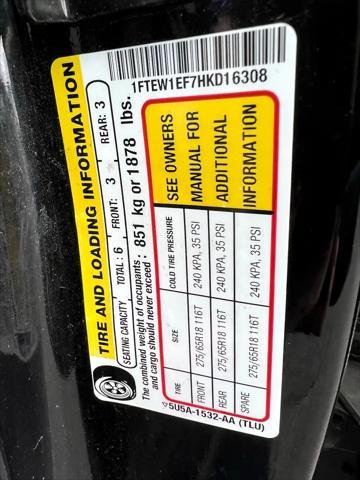 TIRE AND LOADING INFORMATION
SEATING CAPACITY TOTAL: 6 FRONT: 3 REAR: 3
The combined weight of occupants and cargo should never exceed: 851 kg or 1878 lbs.
TIRE SIZE COLD TIRE PRESSURE
FRONT 275/65R18 116T 240 KPA, 35 PSI
REAR 275/65R18 116T 240 KPA, 35 PSI
SPARE 275/65R18 116T 240 KPA, 35 PSI
SEE OWNERS
MANUAL FOR
ADDITIONAL
INFORMATION
5U5A-1532-AA (TLU)
1FTEW1EF7HKD16308